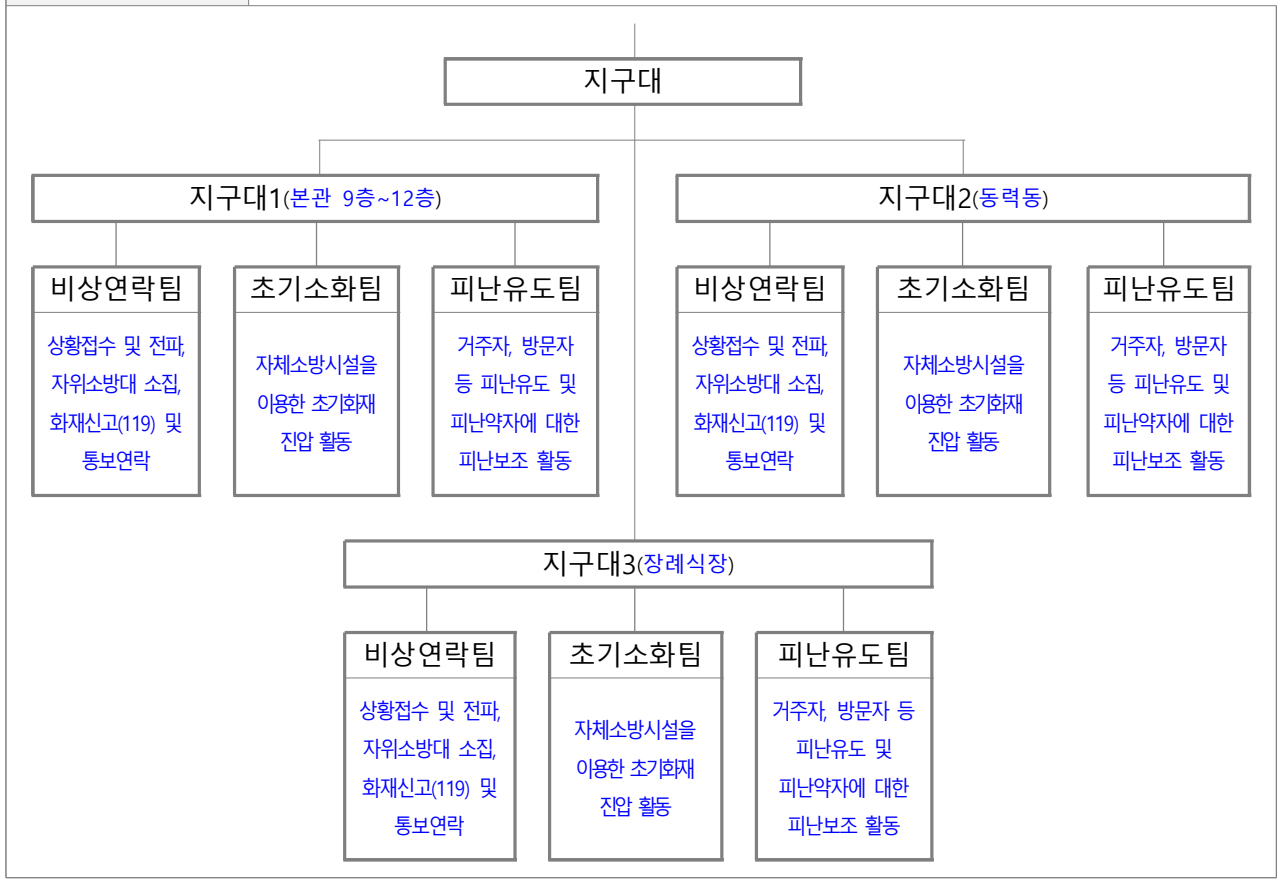 지구대
지구대1(본관 9층~12층)
지구대2(동력동)
비상연락팀
상황접수 및 전파,
자위소방대 소집,
화재신고(119) 및
통보연락
초기소화팀
자체소방시설을
이용한 초기화재
진압 활동
피난유도팀
거주자, 방문자
등 피난유도 및
피난약자에 대한
피난보조 활동
비상연락팀
상황접수 및 전파,
자위소방대 소집,
화재신고(119) 및
통보연락
초기소화팀
자체소방시설을
이용한 초기화재
진압 활동
피난유도팀
거주자, 방문자
등 피난유도 및
피난약자에 대한
피난보조 활동
지구대3(장례식장)
비상연락팀
상황접수 및 전파,
자위소방대 소집,
화재신고(119) 및
통보연락
초기소화팀
자체소방시설을
이용한 초기화재
진압 활동
피난유도팀
거주자, 방문자 등
피난유도 및
피난약자에 대한
피난보조 활동